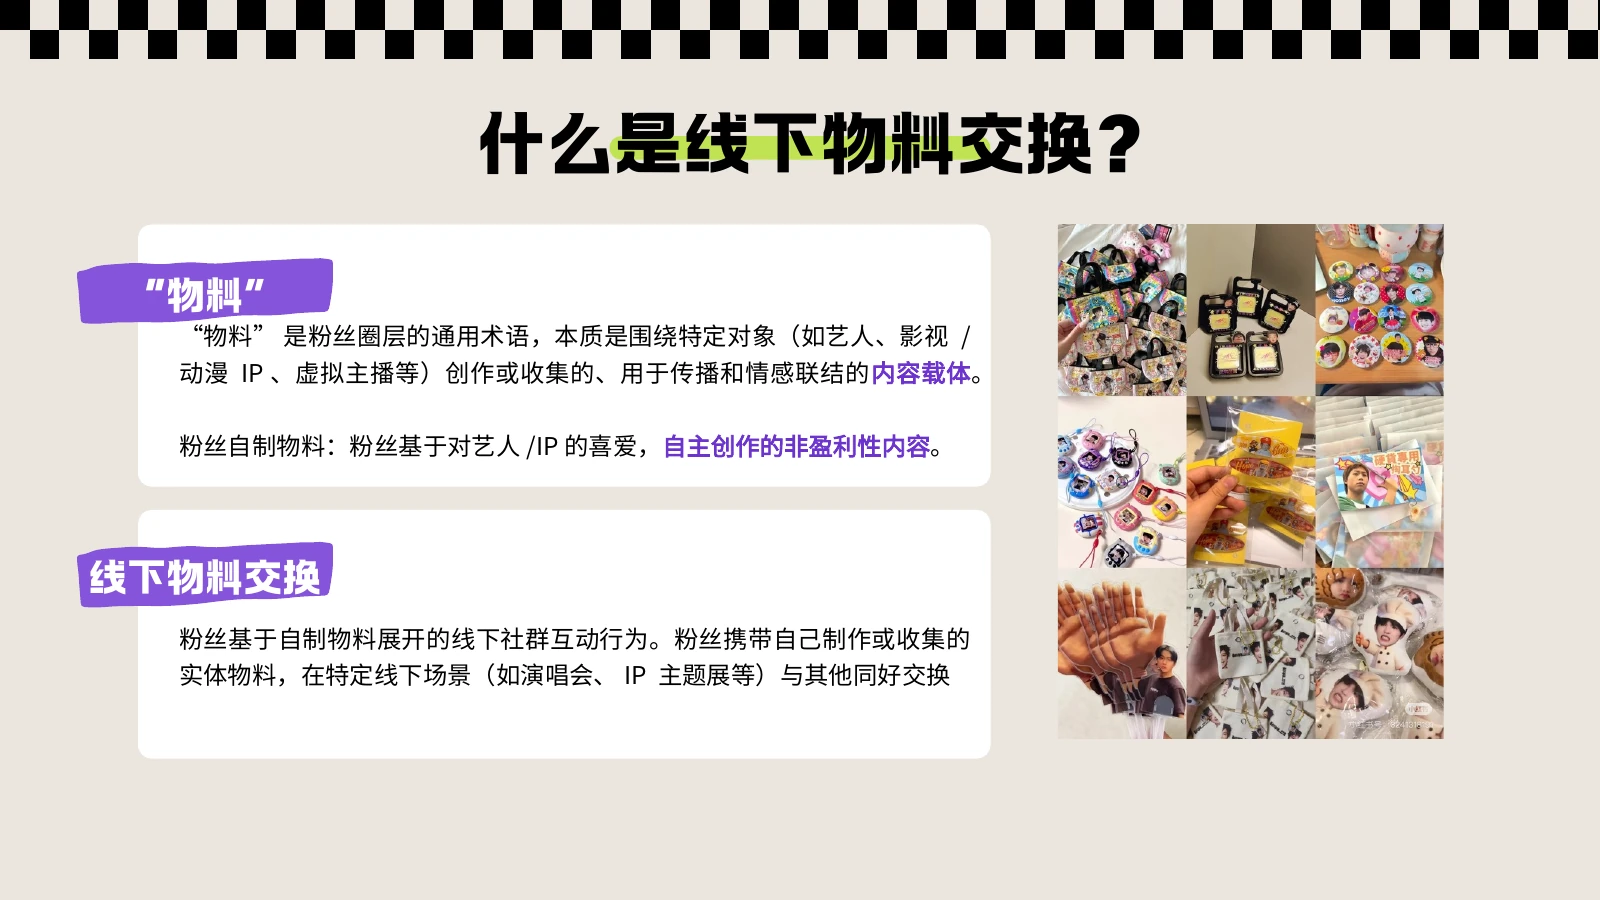 什么是线下物料交换?
“物料”
“物料” 是粉丝圈层的通用术语，本质是围绕特定对象（如艺人、影视 /
动漫 IP 、虚拟主播等）创作或收集的、用于传播和情感联结的内容载体。
粉丝自制物料：粉丝基于对艺人 /IP 的喜爱，自主创作的非盈利性内容。
线下物料交换
粉丝基于自制物料展开的线下社群互动行为。粉丝携带自己制作或收集的
实体物料，在特定线下场景（如演唱会、 IP 主题展等）与其他同好交换
硬貨專用